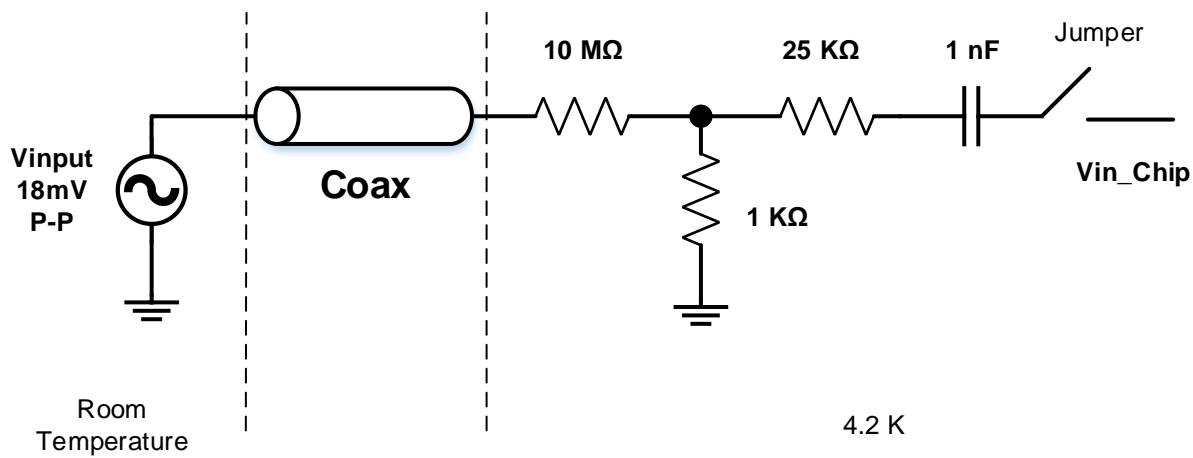 10 MΩ
25 KΩ
1 nF
Jumper
Vinput
18mV
P-P
Coax
1 KΩ
Vin_Chip
Room
Temperature
4.2 K